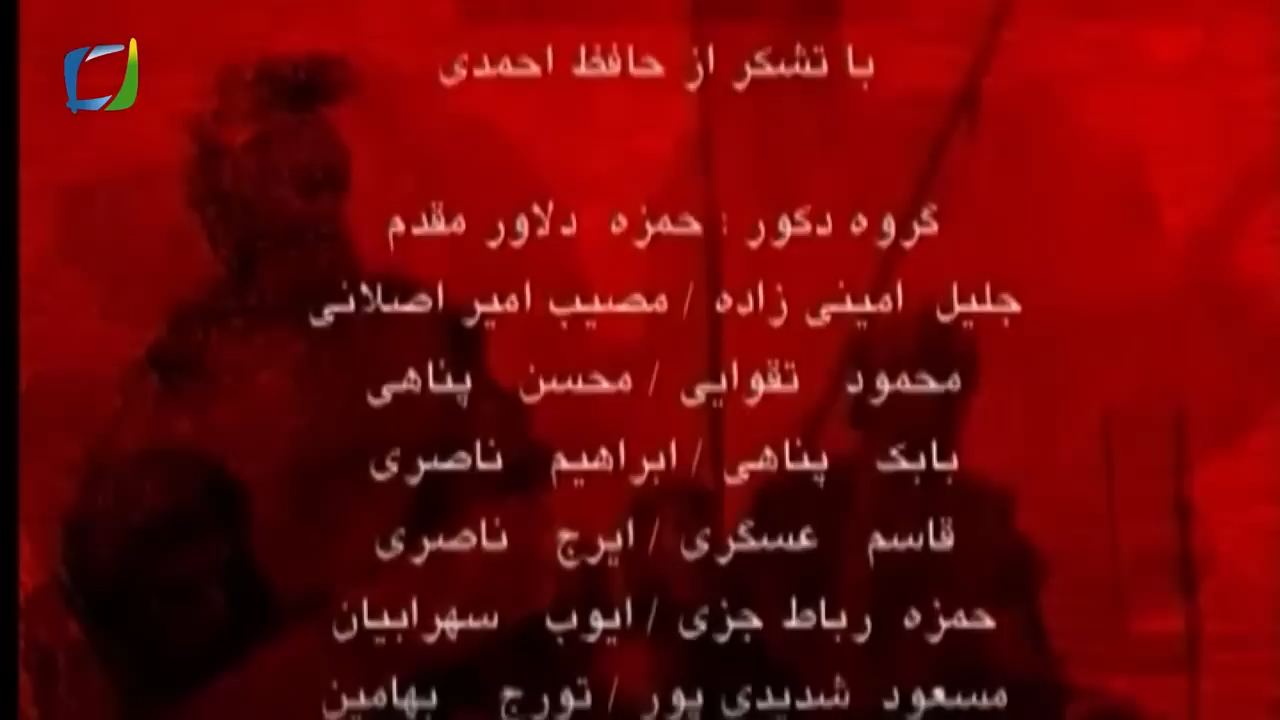 با تشکر از حافظ احمدی
گروه دکور : حمزه دلاور مقدم
جلیل امینی زاده / مصیب امیر اصلانی
محمود تقوایی / محسن پناهی
بابک پناهی / ابراهیم ناصری
قاسم عسگری / ایرج ناصری
حمزه رباط جزی / ایوب سهرابیان
مسعود شدیدی پور / تورج بهامین